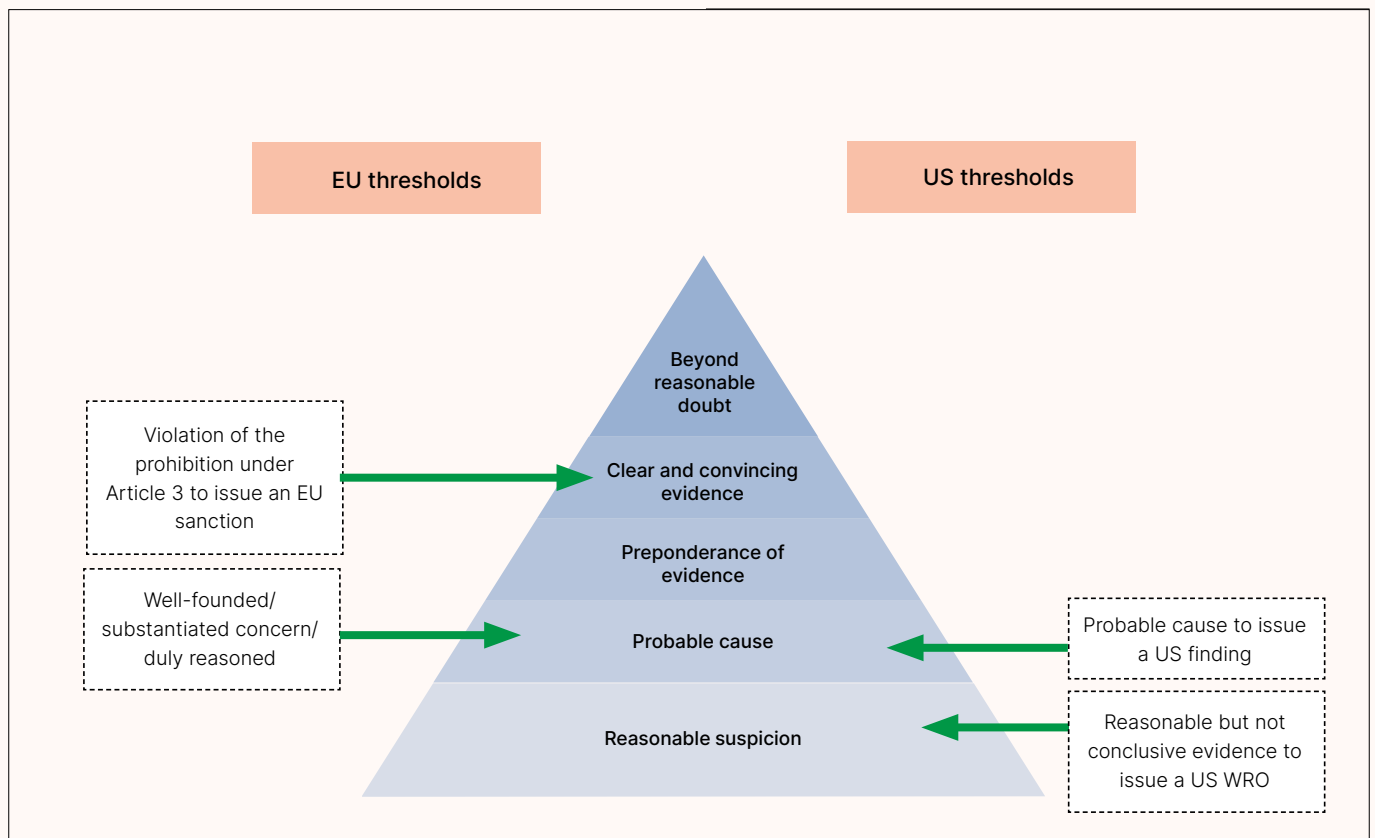 EU thresholds
US thresholds
Beyond
reasonable
doubt
Violation of the
prohibition under
Article 3 to issue an EU
sanction
Clear and convincing
evidence
Preponderance of
evidence
Well-founded/
substantiated concern/
duly reasoned
Probable cause
Probable cause to issue
a US finding
Reasonable suspicion
Reasonable but not
conclusive evidence to
issue a US WRO